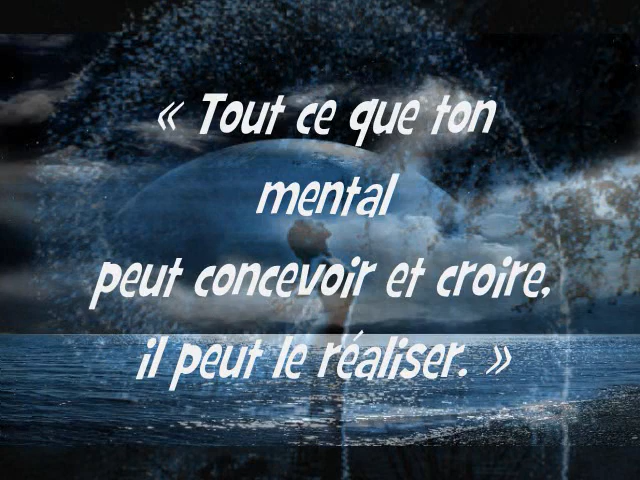 « Tout ce que ton
mental
peut concevoir et croire,
il peut le réaliser. »